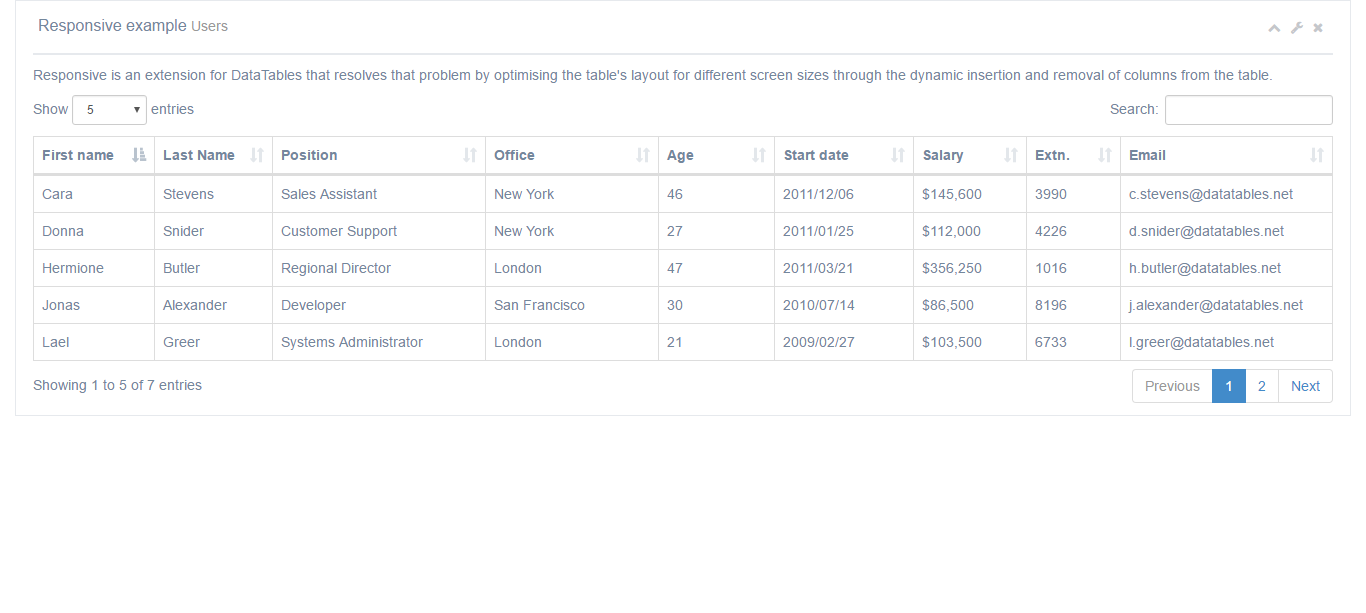 Responsive example Users
Responsive is an extension for DataTables that resolves that problem by optimising the table's layout for different screen sizes through the dynamic insertion and removal of columns from the table.
Show 5 entries Search:
First name Last Name Position Office Age Start date Salary Extn. Email
Cara Stevens Sales Assistant New York 46 2011/12/06 $145,600 3990 c.stevens@datatables.net
Donna Snider Customer Support New York 27 2011/01/25 $112,000 4226 d.snider@datatables.net
Hermione Butler Regional Director London 47 2011/03/21 $356,250 1016 h.butler@datatables.net
Jonas Alexander Developer San Francisco 30 2010/07/14 $86,500 8196 j.alexander@datatables.net
Lael Greer Systems Administrator London 21 2009/02/27 $103,500 6733 l.greer@datatables.net
Showing 1 to 5 of 7 entries Previous 1 2 Next